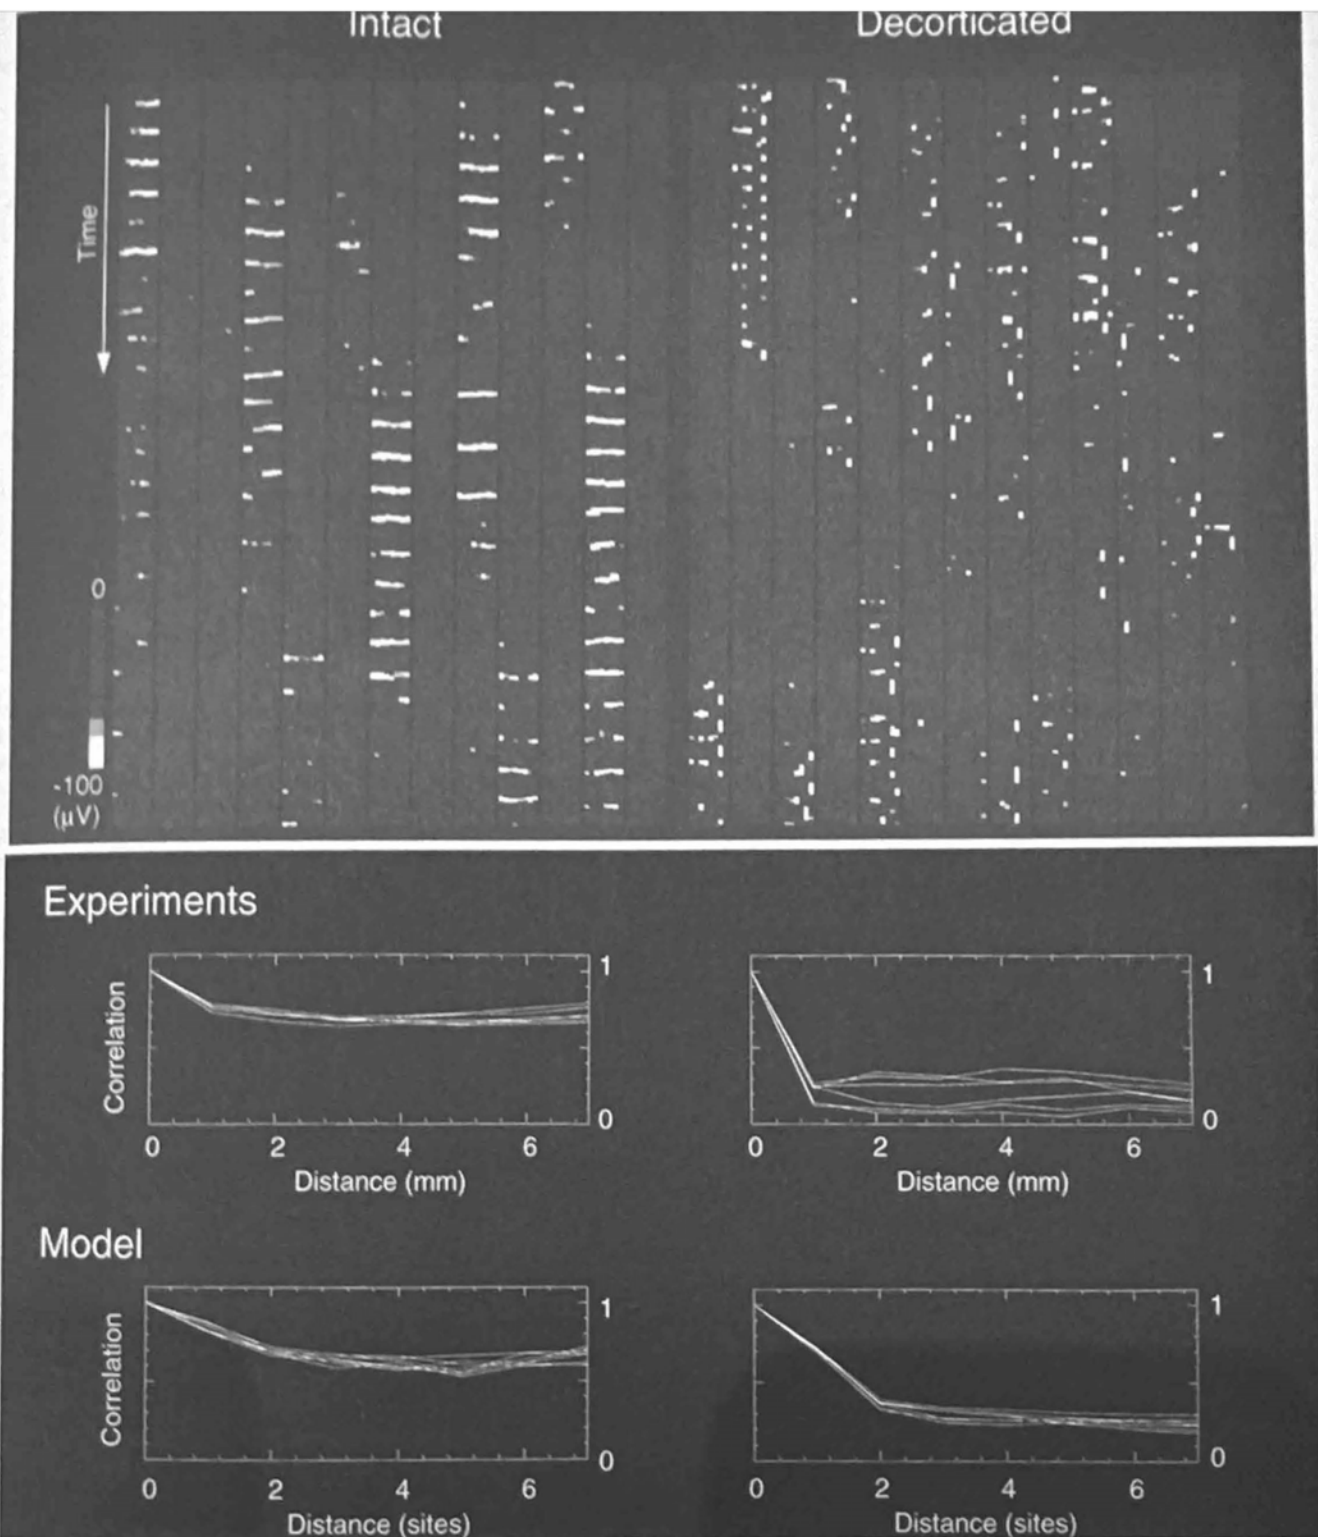 Intact Decorticated
Time
0
-100
(μV)
Experiments
Correlation
1
0
0 2 4 6
Distance (mm)
1
0
0 2 4 6
Distance (mm)
Model
Correlation
1
0
0 2 4 6
Distance (sites)
1
0
0 2 4 6
Distance (sites)